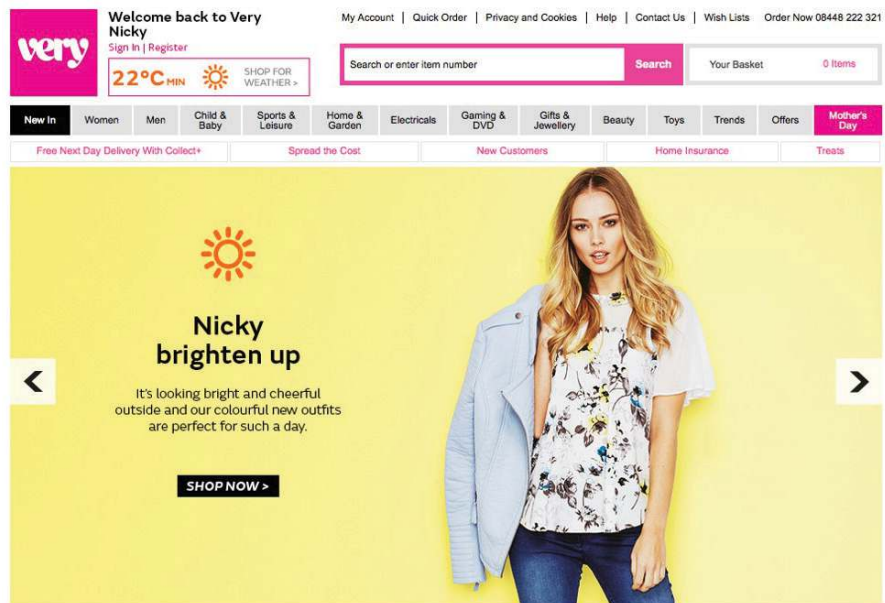 very
Welcome back to Very
Nicky
Sign In | Register
22°C MIN
SHOP FOR
WEATHER >
My Account | Quick Order | Privacy and Cookies | Help | Contact Us | Wish Lists Order Now 08448 222 321
Search or enter item number
Search
Your Basket
0 Items
New In
Women
Men
Child &
Baby
Sports &
Leisure
Home &
Garden
Electricals
Gaming &
DVD
Gifts &
Jewellery
Beauty
Toys
Trends
Offers
Mother's
Day
Free Next Day Delivery With Collect+
Spread the Cost
New Customers
Home Insurance
Treats
Nicky
brighten up
It's looking bright and cheerful
outside and our colourful new outfits
are perfect for such a day.
SHOP NOW >